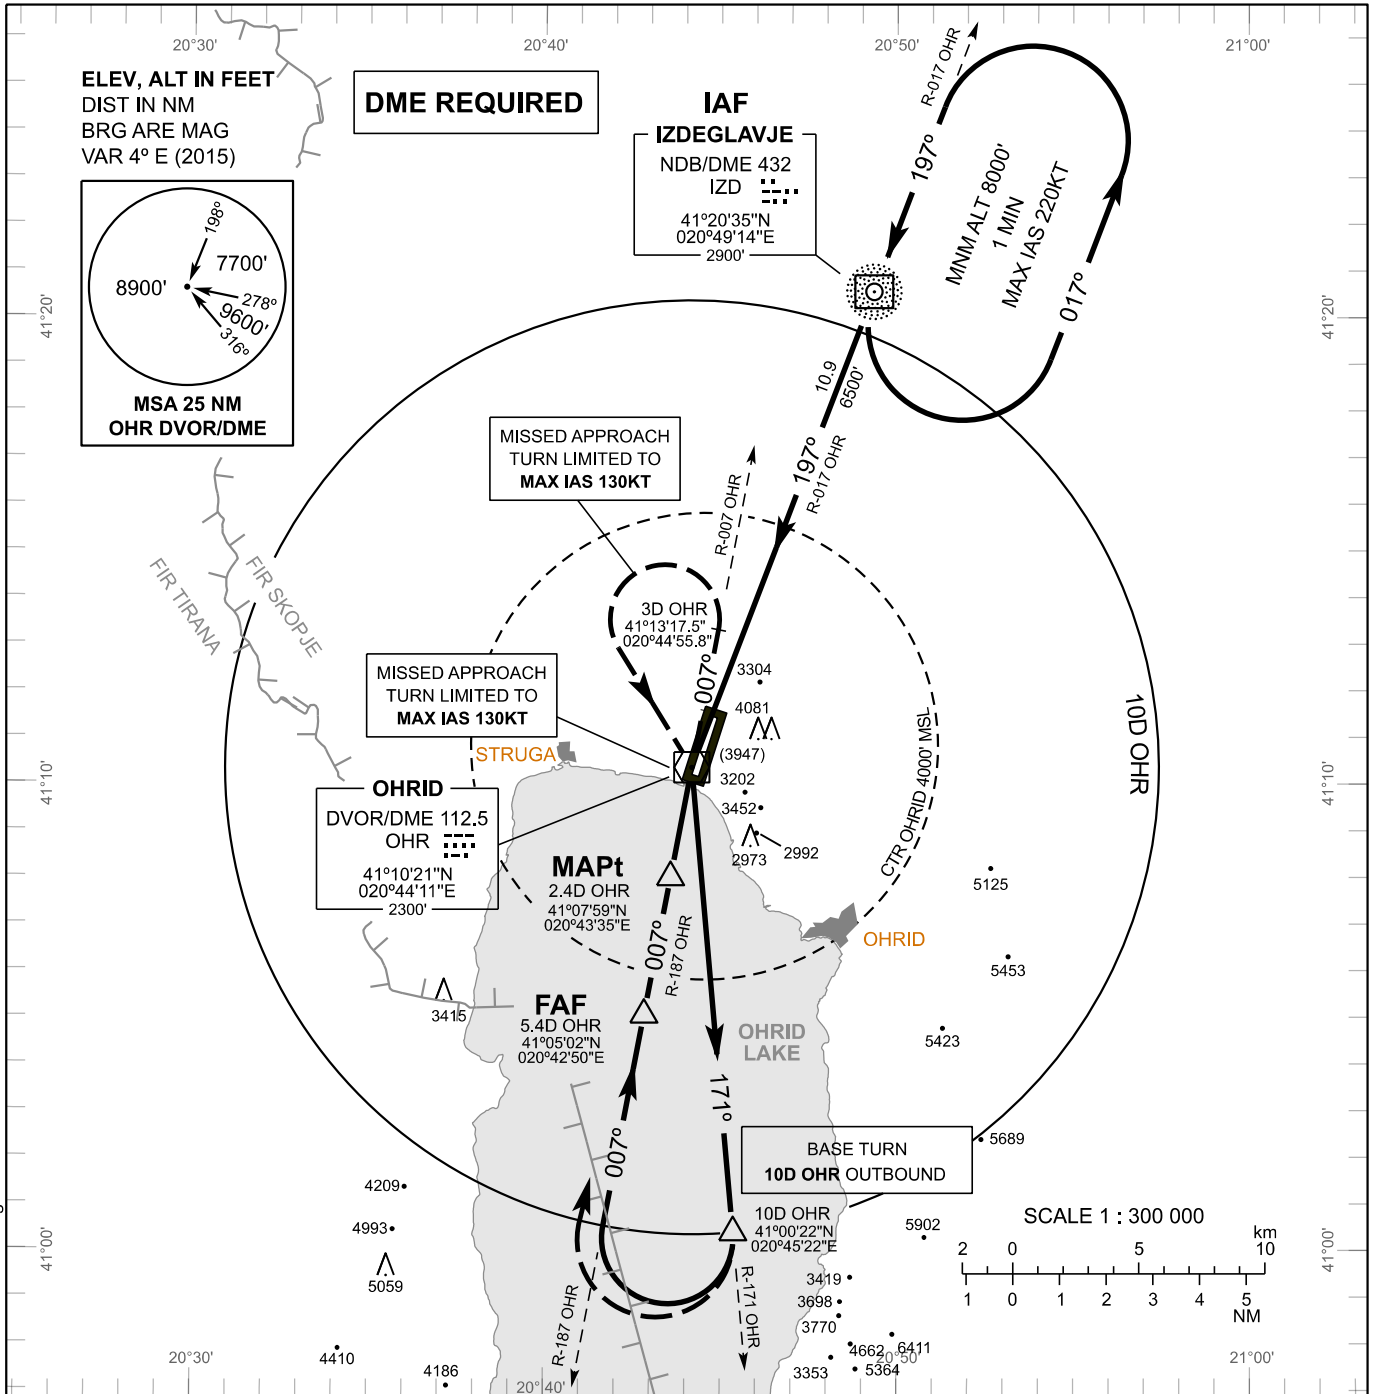 20°30'
20°40'
20°50'
21°00'
ELEV, ALT IN FEET
DIST IN NM
BRG ARE MAG
VAR 4° E (2015)
DME REQUIRED
IAF
IZDEGLAVJE
NDB/DME 432
IZD
41°20'35"N
020°49'14"E
2900'
R-017 OHR
197°
MNM ALT 8000'
1 MIN
MAX IAS 220KT
017°
198°
7700'
8900'
278°
9600'
316°
MSA 25 NM
OHR DVOR/DME
41°20'
41°20'
10.9
6500'
197°
R-017 OHR
MISSED APPROACH
TURN LIMITED TO
MAX IAS 130KT
R-007 OHR
FIR TIRANA
FIR SKOPJE
3D OHR
41°13'17.5"
020°44'55.8"
007°
MISSED APPROACH
TURN LIMITED TO
MAX IAS 130KT
3304
4081
(3947)
3202
3452
2973
2992
STRUGA
10D OHR
CTR OHRID 4000' MSL
41°10'
41°10'
OHRID
DVOR/DME 112.5
OHR
41°10'21"N
020°44'11"E
2300'
MAPt
2.4D OHR
41°07'59"N
020°43'35"E
007°
R-187 OHR
5125
OHRID
5453
3415
FAF
5.4D OHR
41°05'02"N
020°42'50"E
OHRID
LAKE
5423
171°
007°
BASE TURN
10D OHR OUTBOUND
5689
4209
4993
5059
10D OHR
41°00'22"N
020°45'22"E
5902
SCALE 1 : 300 000
km
2 0 5 10
1 0 1 2 3 4 5
NM
41°00'
41°00'
R-187 OHR
R-171 OHR
3419
3698
3770
4662
6411
3353
5364
4410
4186
20°30'
20°40'
20°50'
21°00'